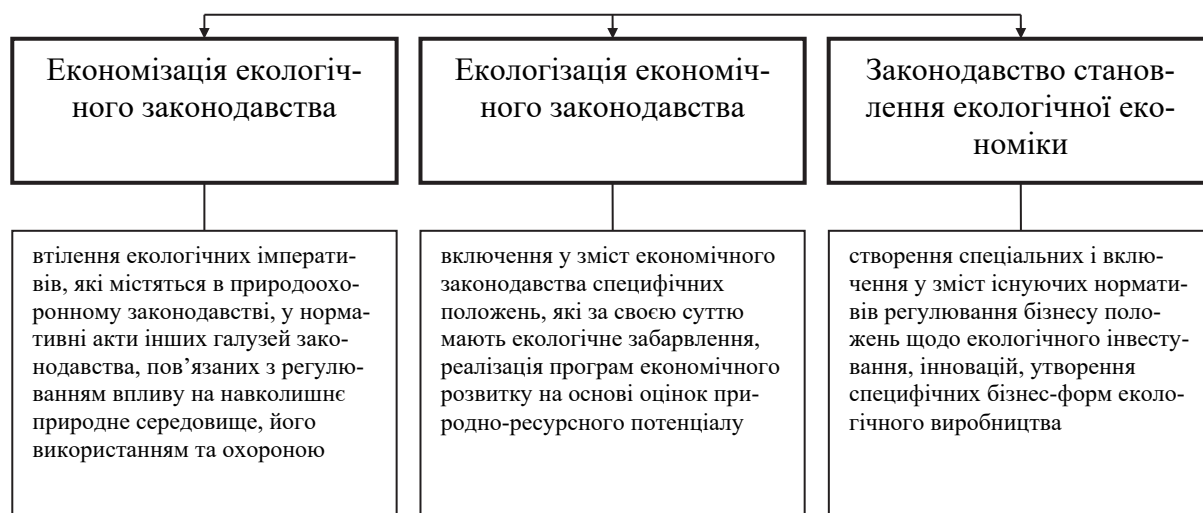 Економізація екологіч-
ного законодавства
Екологізація економіч-
ного законодавства
Законодавство станов-
лення екологічної еко-
номіки
втілення екологічних імперати-
вів, які містяться в природоохо-
ронному законодавстві, у норма-
тивні акти інших галузей зако-
нодавства, пов’язаних з регулю-
ванням впливу на навколишнє
природне середовище, його
використанням та охороною
включення у зміст економічного
законодавства специфічних
положень, які за своєю суттю
мають екологічне забарвлення,
реалізація програм економічного
розвитку на основі оцінок при-
родно-ресурсного потенціалу
створення спеціальних і вклю-
чення у зміст існуючих нормати-
вів регулювання бізнесу поло-
жень щодо екологічного інвесту-
вання, інновацій, утворення
специфічних бізнес-форм еколо-
гічного виробництва